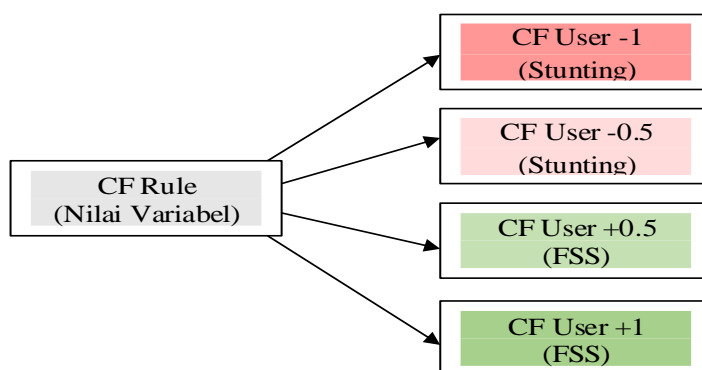 CF User -1
(Stunting)
CF User -0.5
(Stunting)
CF Rule
(Nilai Variabel)
CF User +0.5
(FSS)
CF User +1
(FSS)